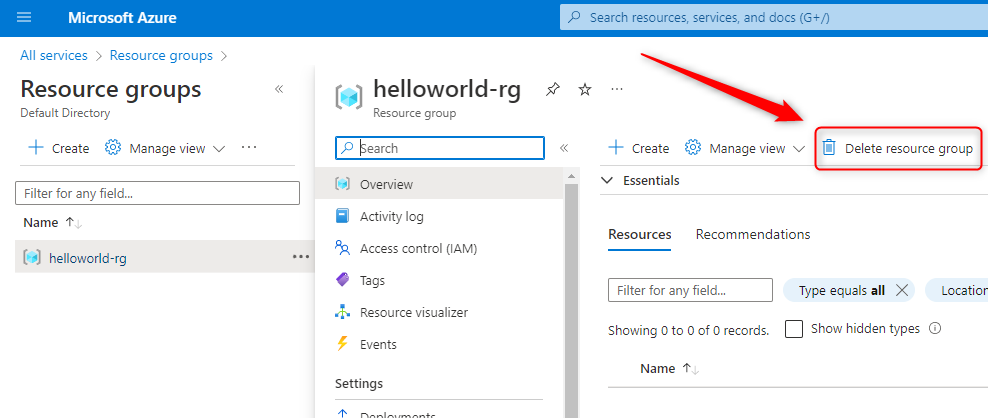 Microsoft Azure
Search resources, services, and docs (G+/)
All services > Resource groups >
Resource groups
Default Directory
+ Create Manage view ...
Filter for any field...
Name
helloworld-rg ...
helloworld-rg ...
Resource group
Search
Overview
Activity log
Access control (IAM)
Tags
Resource visualizer
Events
Settings
Deployments
+ Create Manage view Delete resource group
Essentials
Resources Recommendations
Filter for any field... Type equals all Location
Showing 0 to 0 of 0 records. Show hidden types
Name